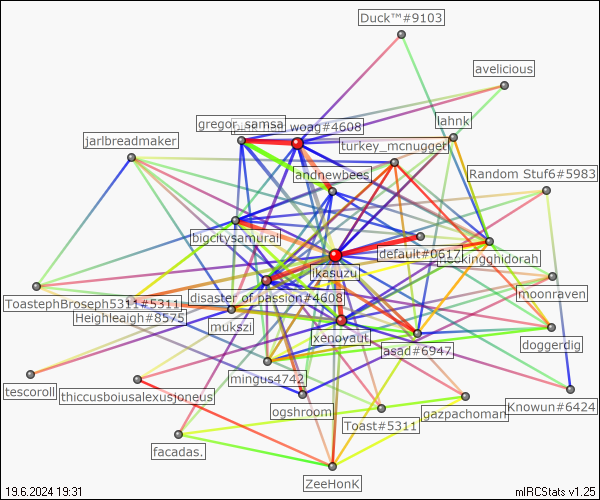 Duck™#9103
avelicious
lahnk
gregor_samsa
woag#4608
jarlbreadmaker
turkey_mcnugget
andnewbees
Random Stuf6#5983
bigcitysamurai
default#0617
kingghidorah
ikasuzu
moonraven
disaster of passion#4608
ToastephBroseph5311#5311
Heighleaigh#8575
mukszi
xenoyaut
asad#6947
doggerdig
mingus4742
tescoroll
thiccusboiusalexusjoneus
ogshroom
gazpachoman
Knowun#6424
Toast#5311
facadas.
ZeeHonK
19.6.2024 19:31
mIRCStats v1.25